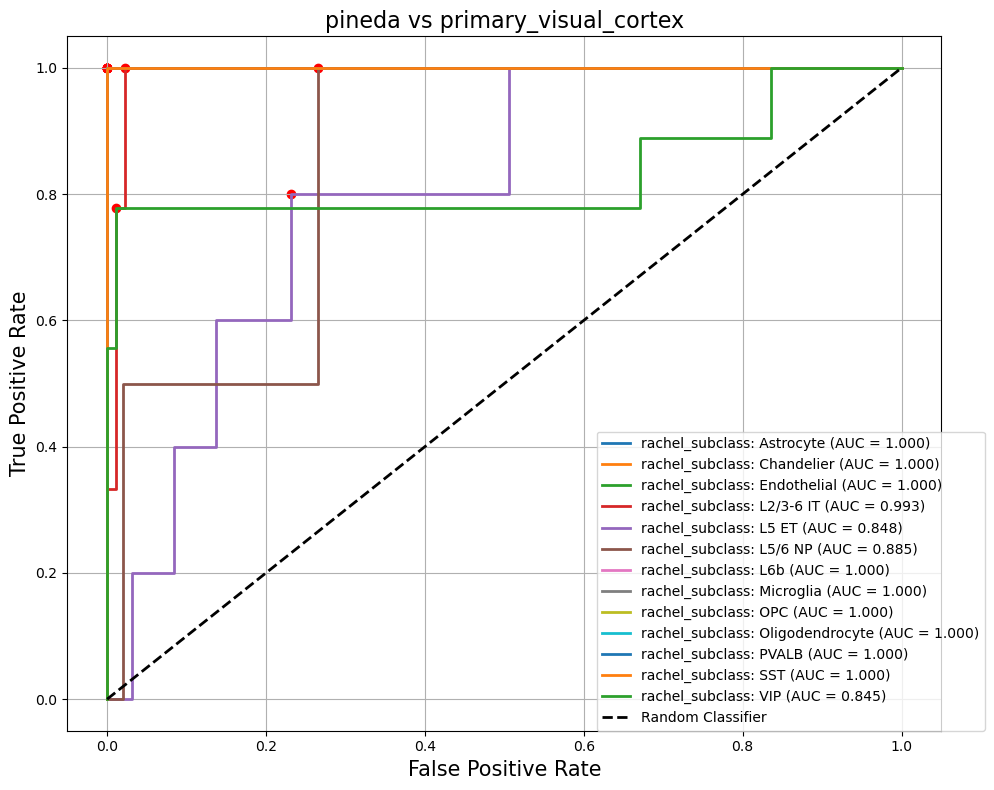 pineda vs primary_visual_cortex
True Positive Rate
1.0
0.8
0.6
0.4
0.2
0.0
rachel_subclass: Astrocyte (AUC = 1.000)
rachel_subclass: Chandelier (AUC = 1.000)
rachel_subclass: Endothelial (AUC = 1.000)
rachel_subclass: L2/3-6 IT (AUC = 0.993)
rachel_subclass: L5 ET (AUC = 0.848)
rachel_subclass: L5/6 NP (AUC = 0.885)
rachel_subclass: L6b (AUC = 1.000)
rachel_subclass: Microglia (AUC = 1.000)
rachel_subclass: OPC (AUC = 1.000)
rachel_subclass: Oligodendrocyte (AUC = 1.000)
rachel_subclass: PVALB (AUC = 1.000)
rachel_subclass: SST (AUC = 1.000)
rachel_subclass: VIP (AUC = 0.845)
Random Classifier
0.0 0.2 0.4 0.6 0.8 1.0
False Positive Rate